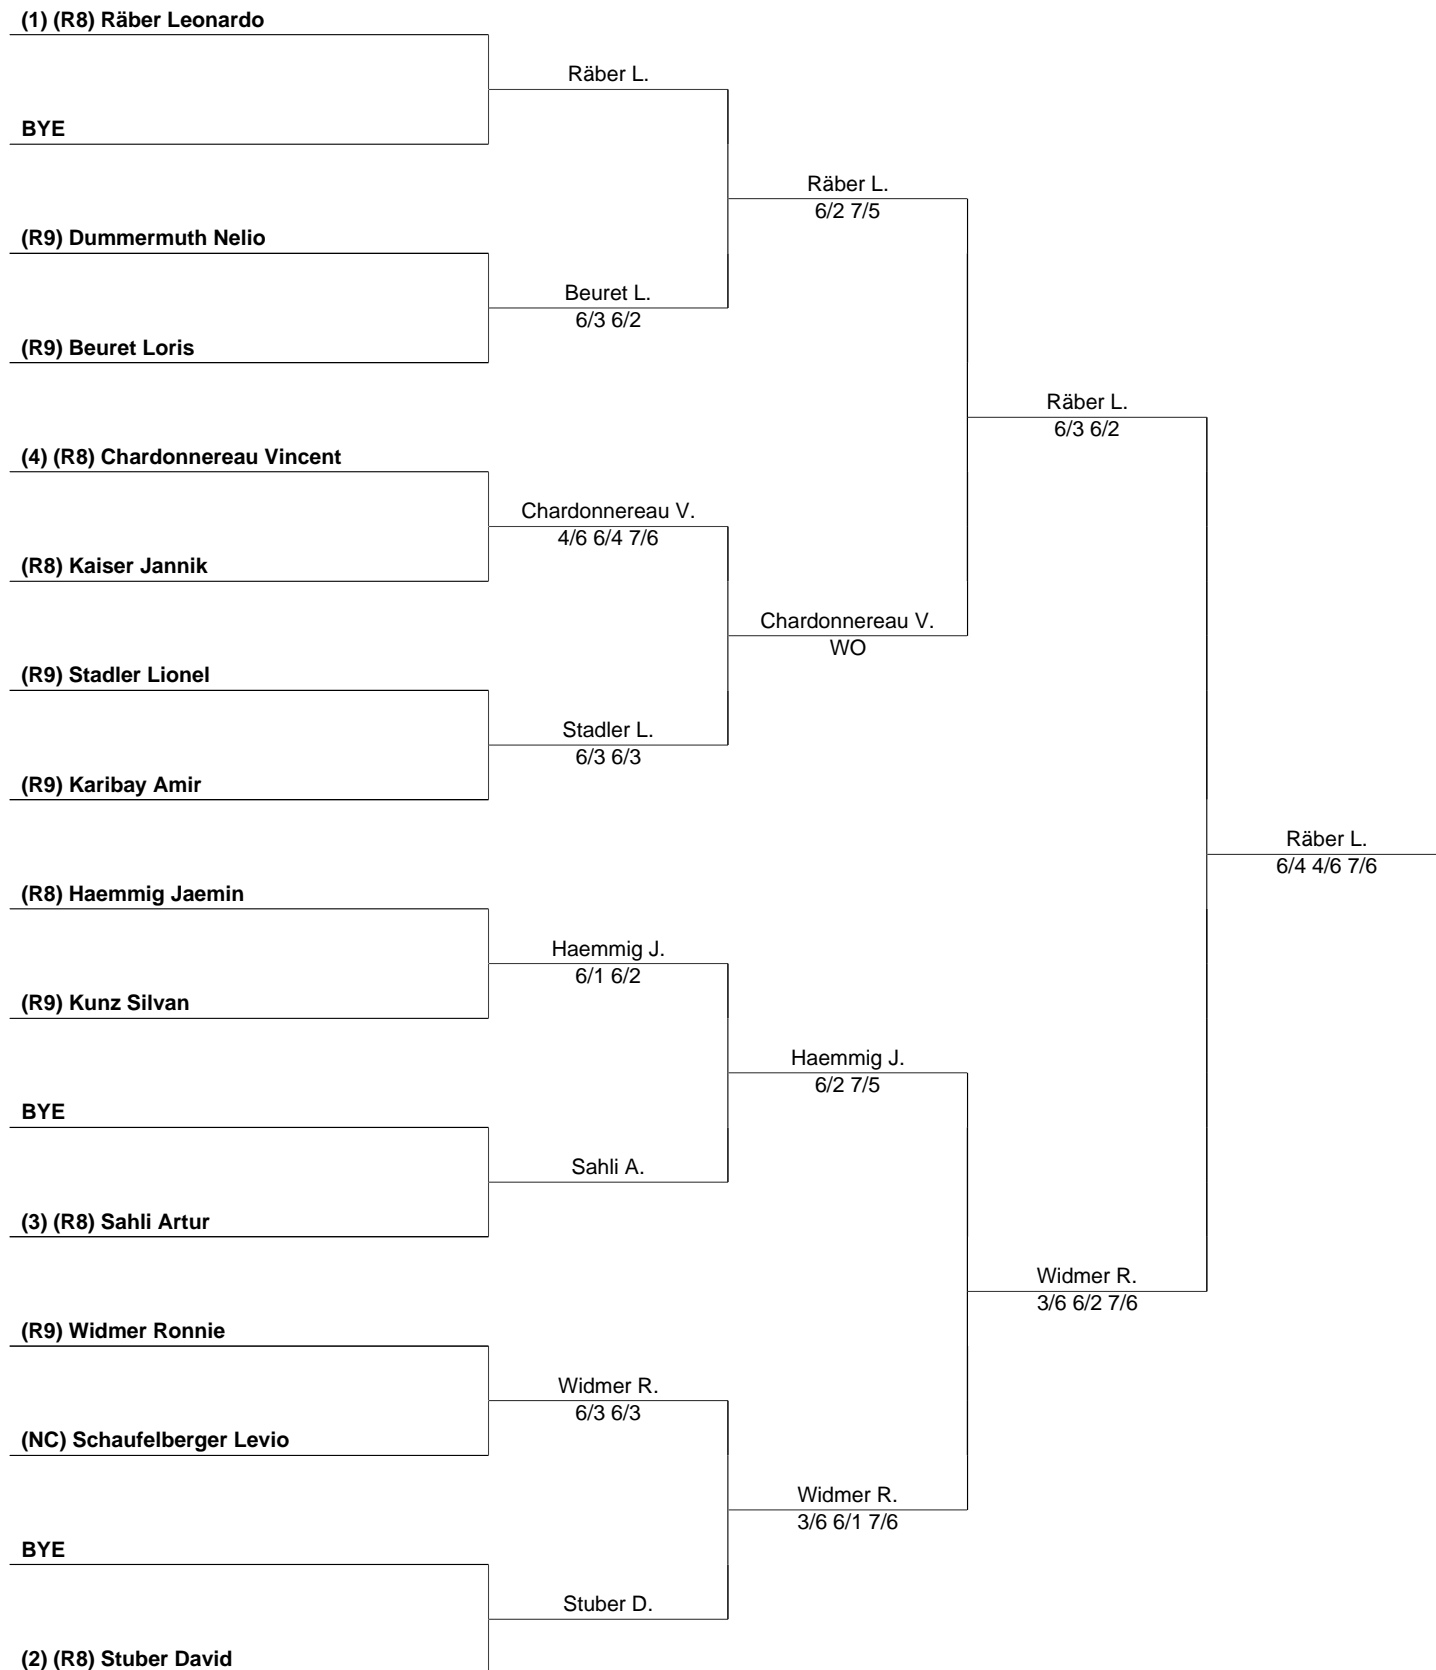 (1) (R8) Räber Leonardo
Räber L.
BYE
Räber L.
6/2 7/5
(R9) Dummermuth Nelio
Beuret L.
6/3 6/2
(R9) Beuret Loris
Räber L.
6/3 6/2
(4) (R8) Chardonnereau Vincent
Chardonnereau V.
4/6 6/4 7/6
(R8) Kaiser Jannik
Chardonnereau V.
WO
(R9) Stadler Lionel
Stadler L.
6/3 6/3
(R9) Karibay Amir
Räber L.
6/4 4/6 7/6
(R8) Haemmig Jaemin
Haemmig J.
6/1 6/2
(R9) Kunz Silvan
Haemmig J.
6/2 7/5
BYE
Sahli A.
(3) (R8) Sahli Artur
Widmer R.
3/6 6/2 7/6
(R9) Widmer Ronnie
Widmer R.
6/3 6/3
(NC) Schaufelberger Levio
Widmer R.
3/6 6/1 7/6
BYE
Stuber D.
(2) (R8) Stuber David